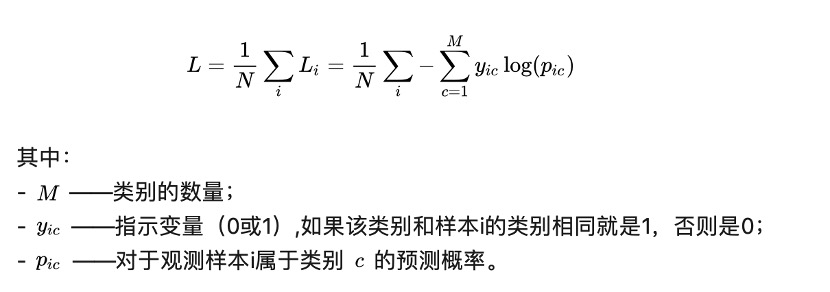 L = \frac{1}{N} \sum_{i} L_i = \frac{1}{N} \sum_{i} - \sum_{c=1}^{M} y_{ic} \log(p_{ic})
其中：
- M ——类别的数量；
- y_{ic} ——指示变量（0或1）,如果该类别和样本i的类别相同就是1，否则是0；
- p_{ic} ——对于观测样本i属于类别 c 的预测概率。